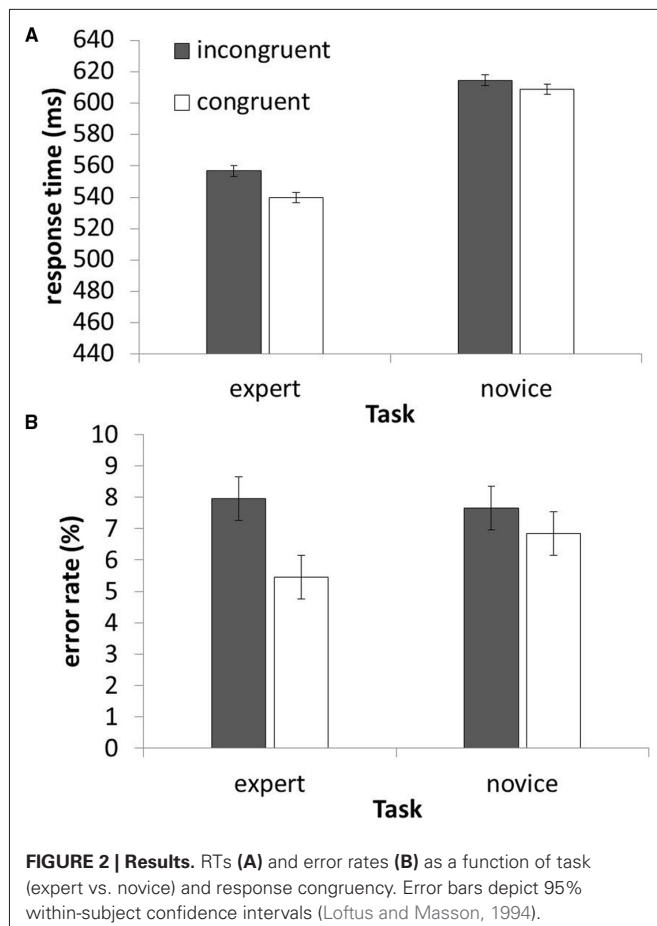 A
640
620
600
580
560
540
520
500
480
460
440
response time (ms)
incongruent
congruent
expert
novice
Task
B
10
9
8
7
6
5
4
3
2
1
0
error rate (%)
expert
novice
Task
FIGURE 2 | Results. RTs (A) and error rates (B) as a function of task
(expert vs. novice) and response congruency. Error bars depict 95%
within-subject confidence intervals (Loftus and Masson, 1994).